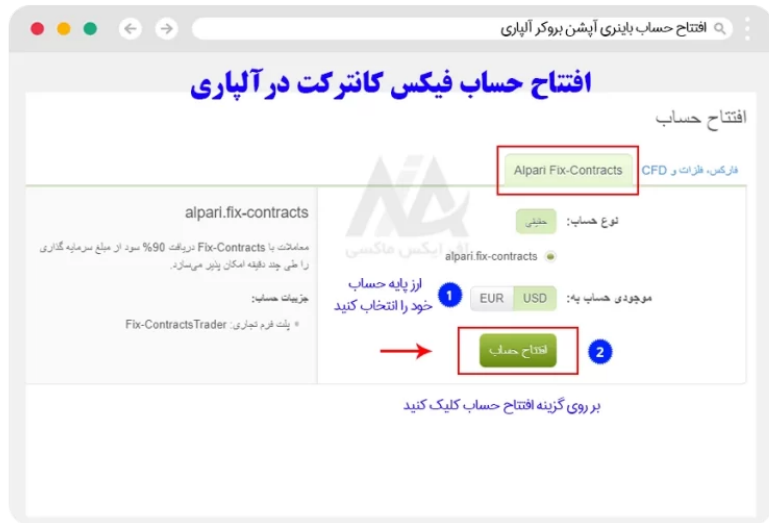 افتتاح حساب باینری آپشن بروکر آلپاری
افتتاح حساب فیکس کانترکت در آلپاری
افتتاح حساب
فارکس، فلزات و CFD
Alpari Fix-Contracts
نوع حساب:
حقیقی
alpari.fix-contracts
موجودی حساب به:
USD
EUR
1
ارز پایه حساب
خود را انتخاب کنید
افتتاح حساب
2
بر روی گزینه افتتاح حساب کلیک کنید
alpari.fix-contracts
معاملات با Fix-Contracts دریافت 90% سود از مبلغ سرمایه گذاری
را طی چند دقیقه امکان پذیر می‌سازد.
جزییات حساب:
پلت فرم تجاری: Fix-ContractsTrader
اف ایکس ماکسی